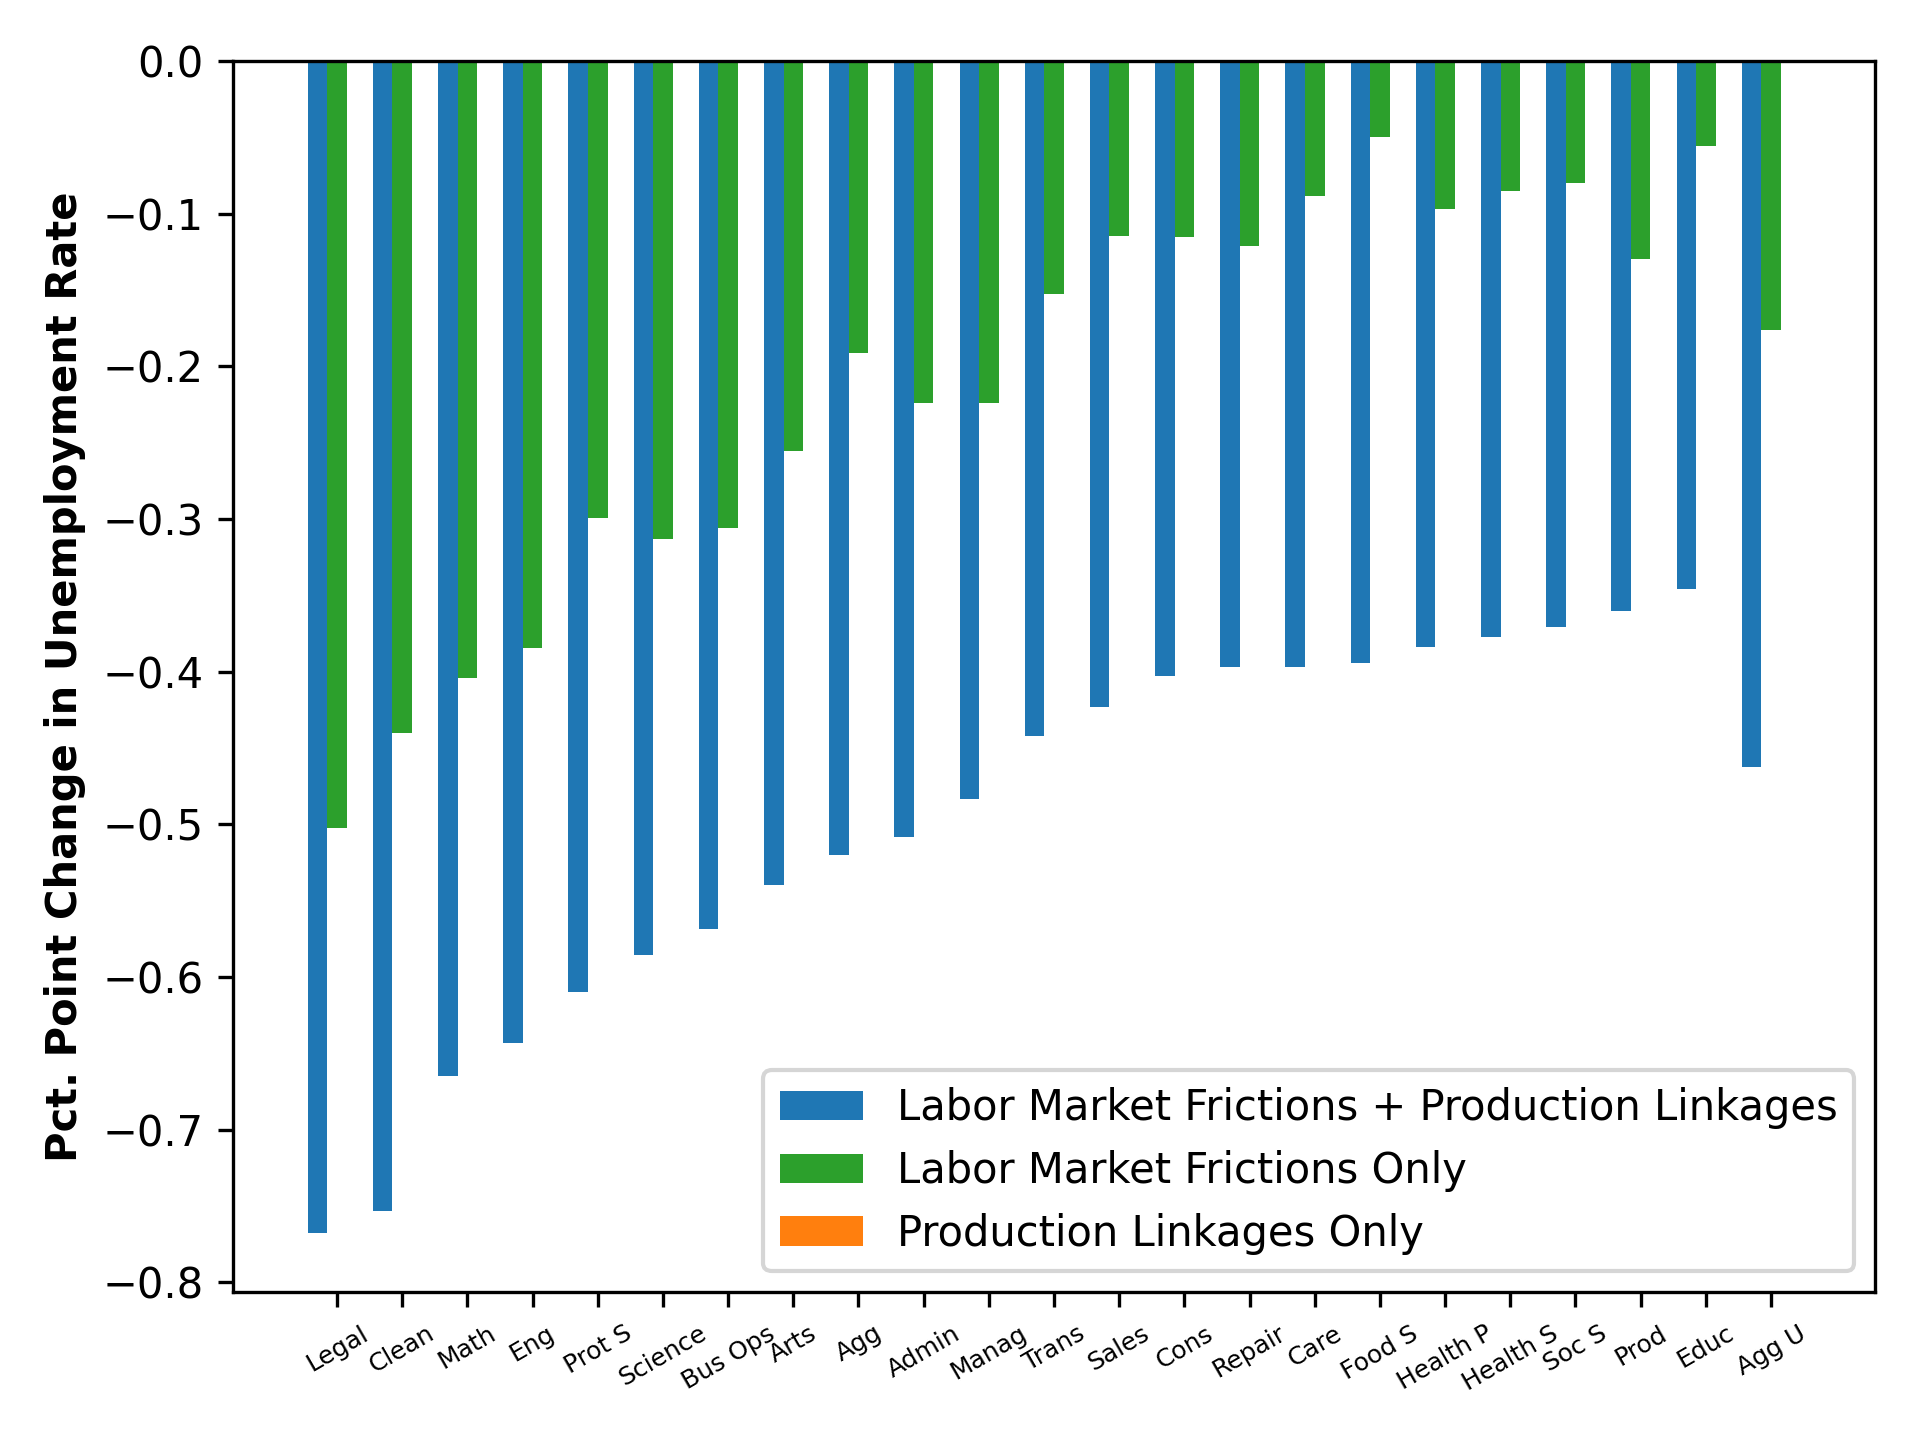 Pct. Point Change in Unemployment Rate
0.0
−0.1
−0.2
−0.3
−0.4
−0.5
−0.6
−0.7
−0.8
Labor Market Frictions + Production Linkages
Labor Market Frictions Only
Production Linkages Only
Legal
Clean
Math
Eng
Prot S
Science
Bus Ops
Arts
Agg
Admin
Manag
Trans
Sales
Cons
Repair
Care
Food S
Health P
Health S
Soc S
Prod
Educ
Agg U